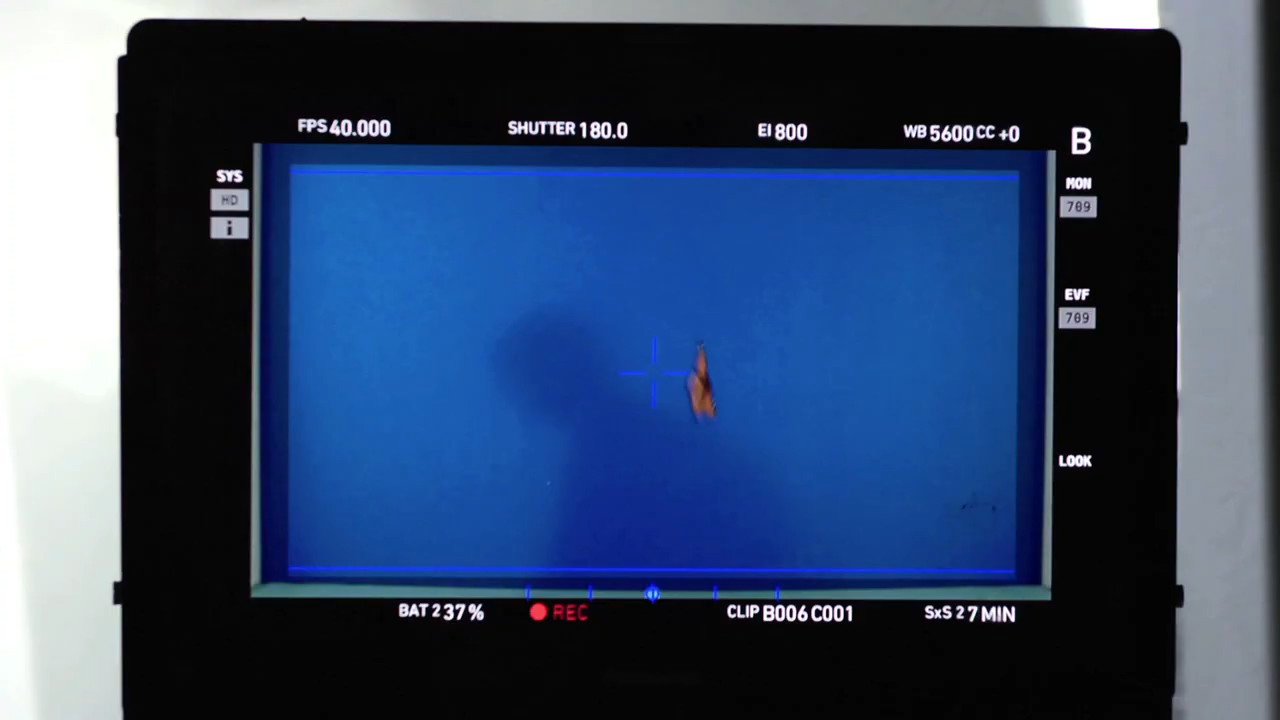 FPS 40.000 SHUTTER 180.0 EI 800 WB 5600 CC +0
B
SYS
HD
i
MON
709
EVF
709
LOOK
BAT 2 37% REC CLIP B006 C001 SxS 2 7 MIN